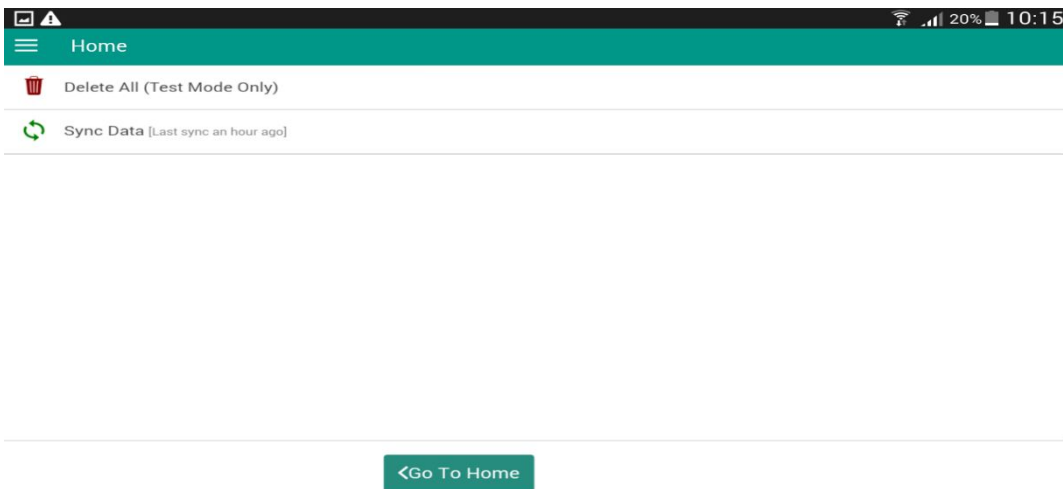 20% 10:15
Home
Delete All (Test Mode Only)
Sync Data [Last sync an hour ago]
Go To Home